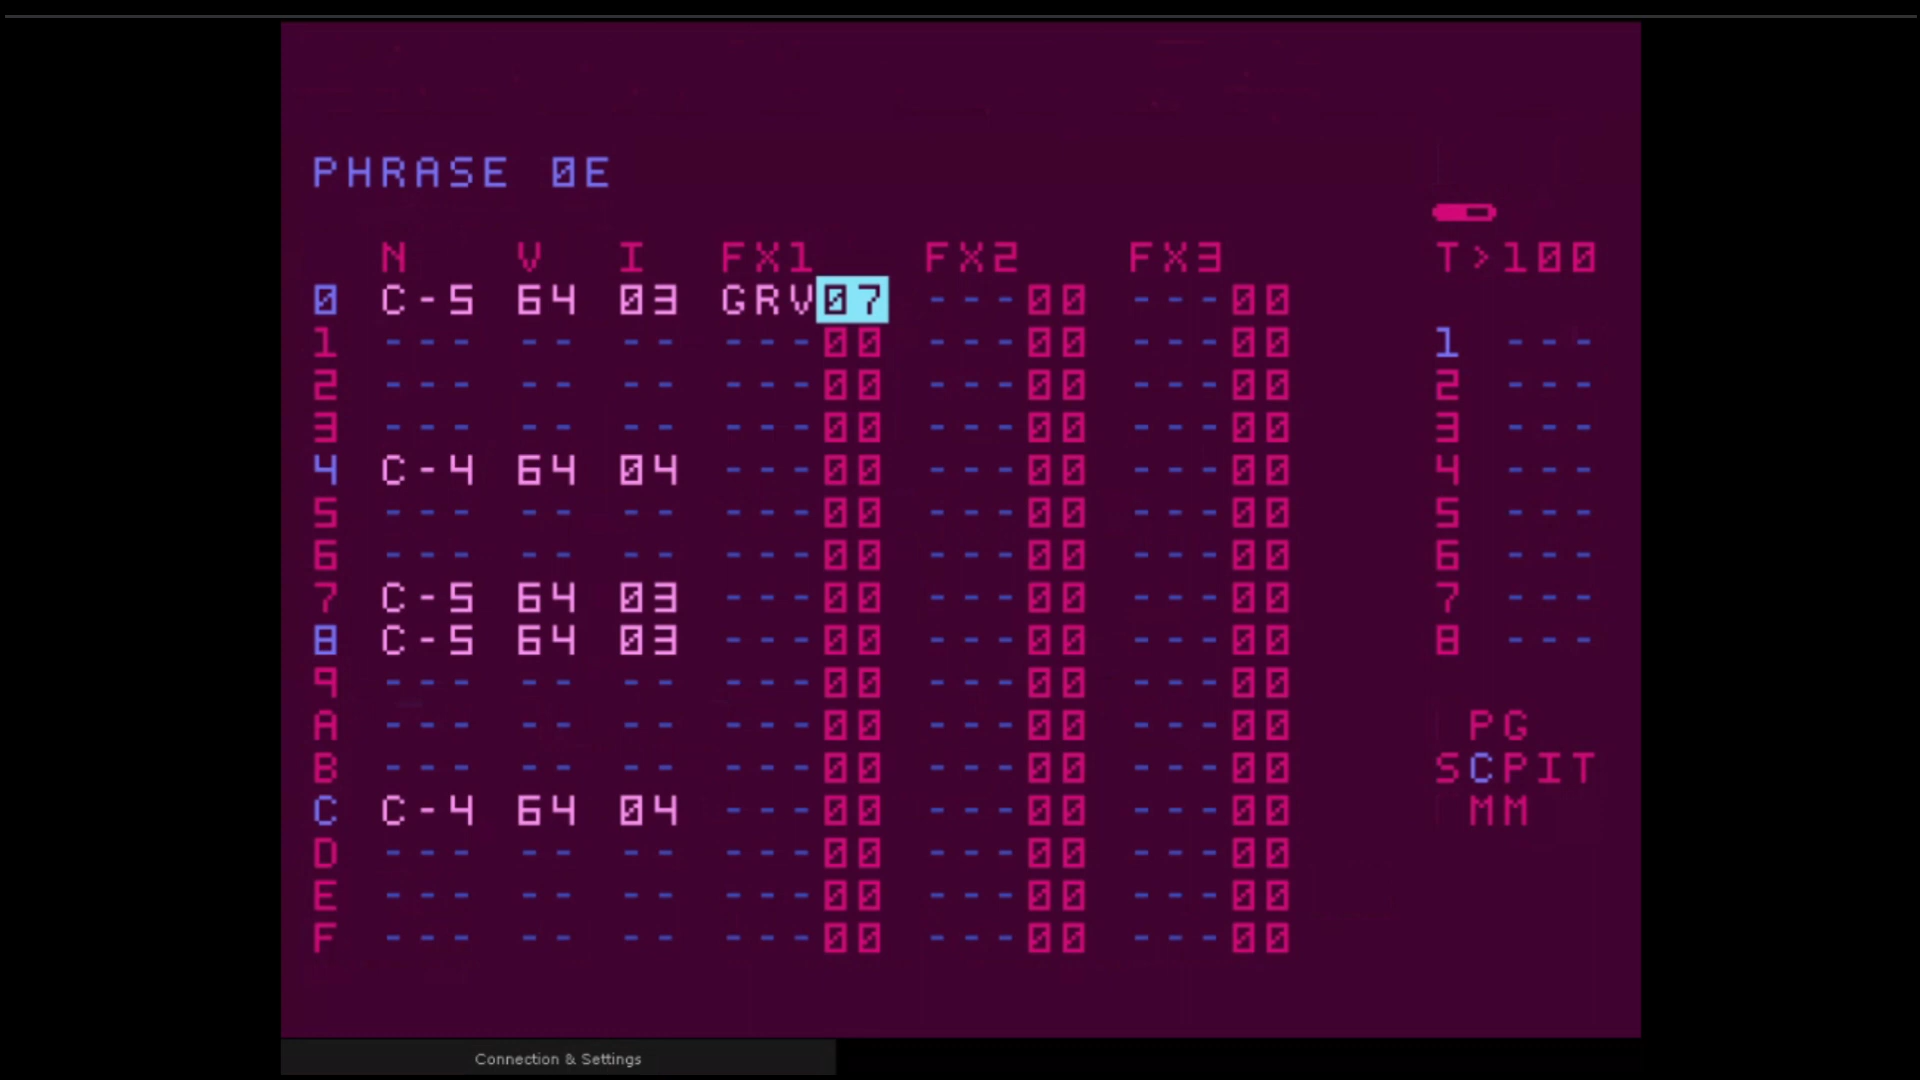 PHRASE 0E
N V I FX1 FX2 FX3 T>100
0 C-5 64 03 GRV07 ---00 ---00
1 --- -- -- ---00 ---00 ---00 1 ---
2 --- -- -- ---00 ---00 ---00 2 ---
3 --- -- -- ---00 ---00 ---00 3 ---
4 C-4 64 04 ---00 ---00 ---00 4 ---
5 --- -- -- ---00 ---00 ---00 5 ---
6 --- -- -- ---00 ---00 ---00 6 ---
7 C-5 64 03 ---00 ---00 ---00 7 ---
8 C-5 64 03 ---00 ---00 ---00 8 ---
9 --- -- -- ---00 ---00 ---00
A --- -- -- ---00 ---00 ---00 PG
B --- -- -- ---00 ---00 ---00 SCPIT
C C-4 64 04 ---00 ---00 ---00 MM
D --- -- -- ---00 ---00 ---00
E --- -- -- ---00 ---00 ---00
F --- -- -- ---00 ---00 ---00
Connection & Settings